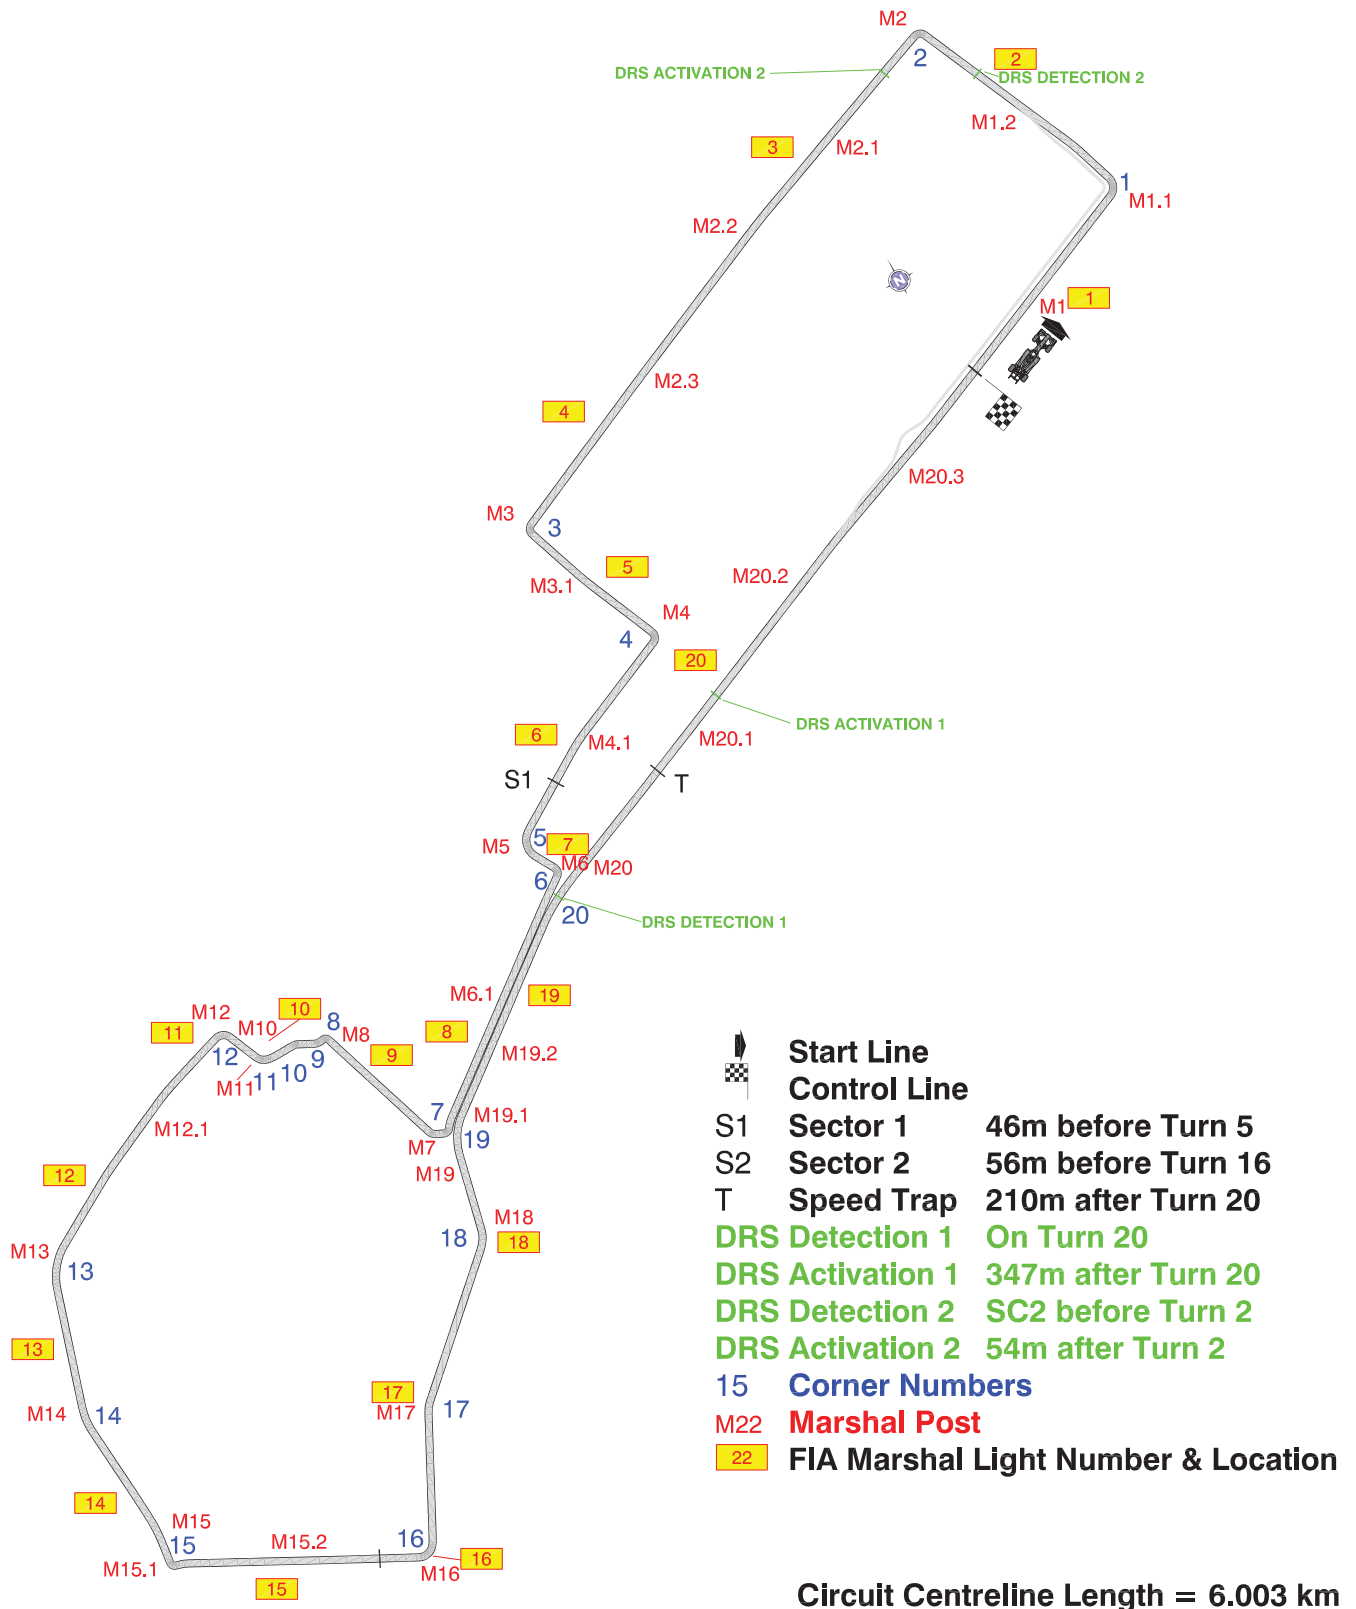 M2
2
2
DRS ACTIVATION 2
DRS DETECTION 2
M1.2
3
M2.1
1
M1.1
M2.2
N
M1
1
M2.3
4
M20.3
M3
3
5
M3.1
M20.2
M4
4
20
DRS ACTIVATION 1
6
M4.1
M20.1
S1
T
5
7
M5
M6
M20
6
20
DRS DETECTION 1
M6.1
19
10
M12
M10
8
M8
8
11
9
12
9
10
11
M11
M19.2
7
M19.1
M12.1
M7
19
M19
12
M18
18
18
M13
13
13
17
M17
17
M14
14
14
M15
15
M15.2
16
M15.1
M16
16
15
Start Line
Control Line
S1 Sector 1 46m before Turn 5
S2 Sector 2 56m before Turn 16
T Speed Trap 210m after Turn 20
DRS Detection 1 On Turn 20
DRS Activation 1 347m after Turn 20
DRS Detection 2 SC2 before Turn 2
DRS Activation 2 54m after Turn 2
15 Corner Numbers
M22 Marshal Post
22 FIA Marshal Light Number & Location
Circuit Centreline Length = 6.003 km